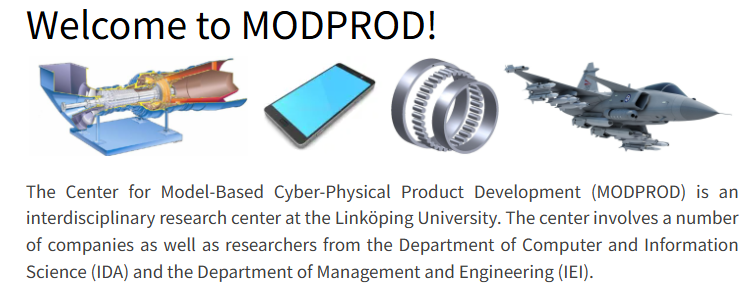 Welcome to MODPROD!
The Center for Model-Based Cyber-Physical Product Development (MODPROD) is an
interdisciplinary research center at the Linköping University. The center involves a number
of companies as well as researchers from the Department of Computer and Information
Science (IDA) and the Department of Management and Engineering (IEI).